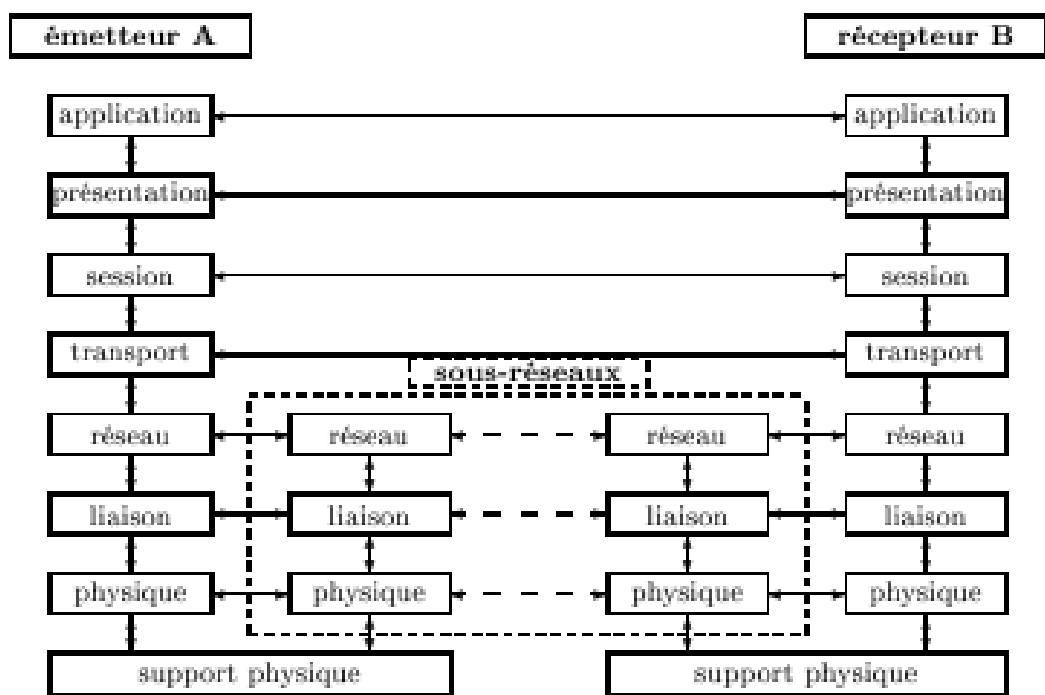 émetteur A récepteur B
application application
présentation présentation
session session
transport transport
sous-réseaux
réseau réseau réseau réseau
liaison liaison liaison liaison
physique physique physique physique
support physique support physique